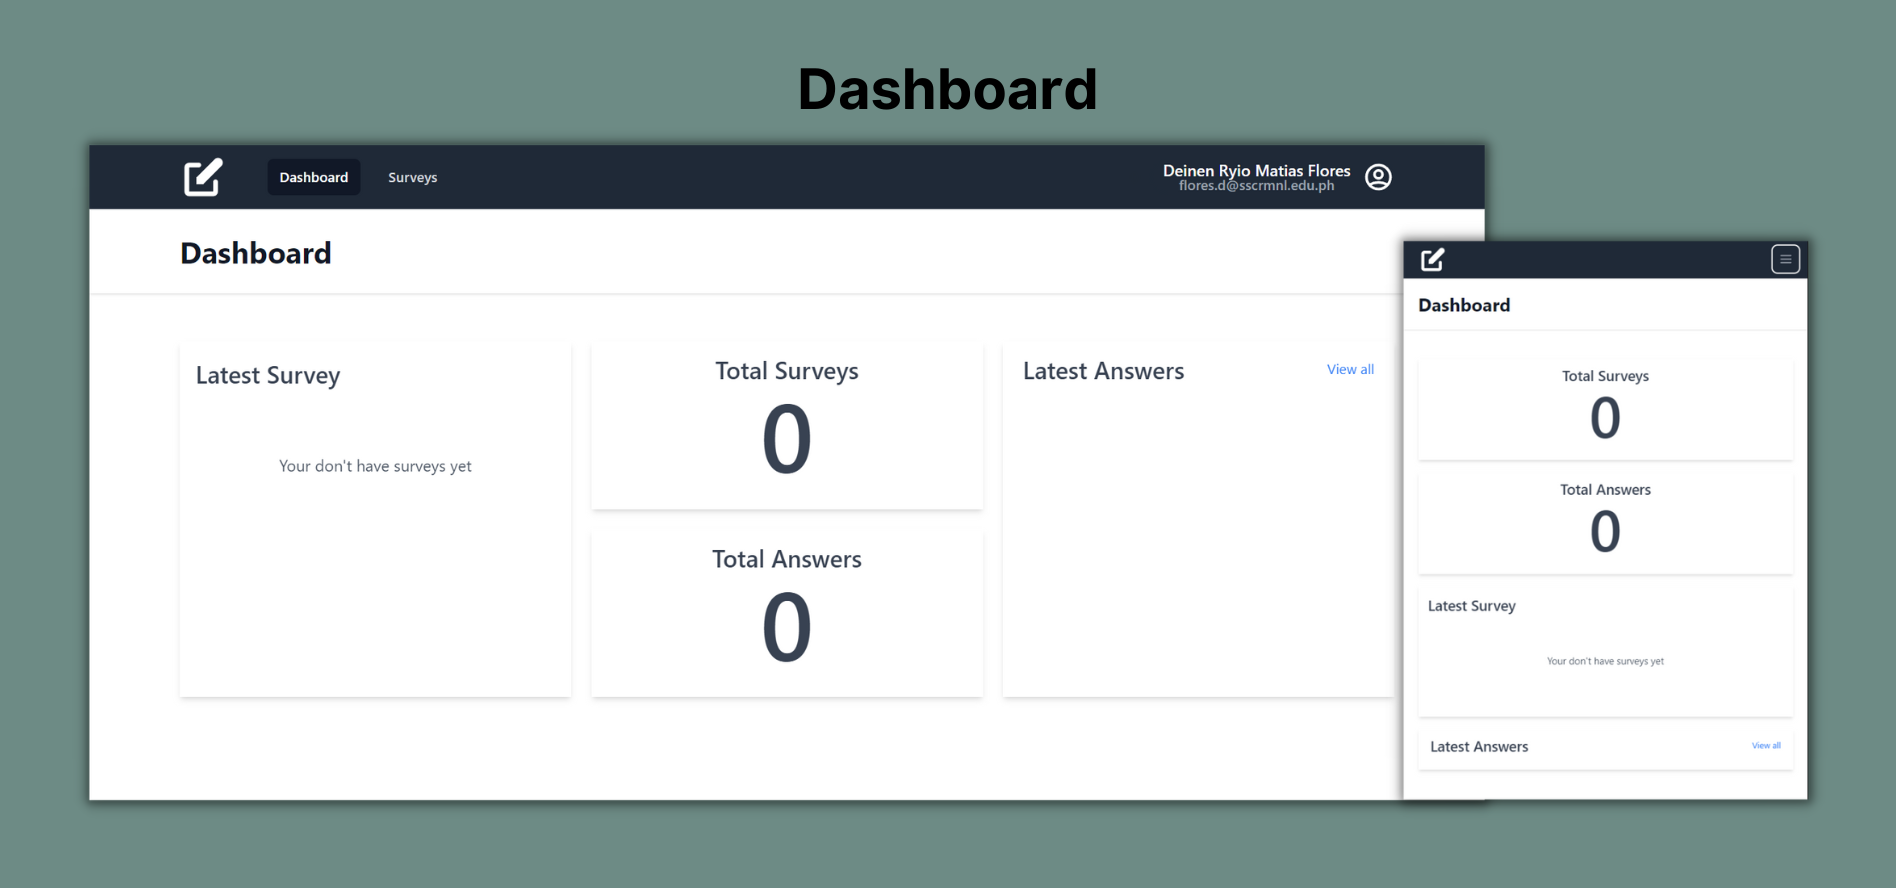 Dashboard
Dashboard
Surveys
Deinen Ryio Matias Flores
flores.d@sscrmnl.edu.ph
Dashboard
Latest Survey
Your don't have surveys yet
Total Surveys
0
Total Answers
0
Latest Answers
View all
Dashboard
Total Surveys
0
Total Answers
0
Latest Survey
Your don't have surveys yet
Latest Answers
View all